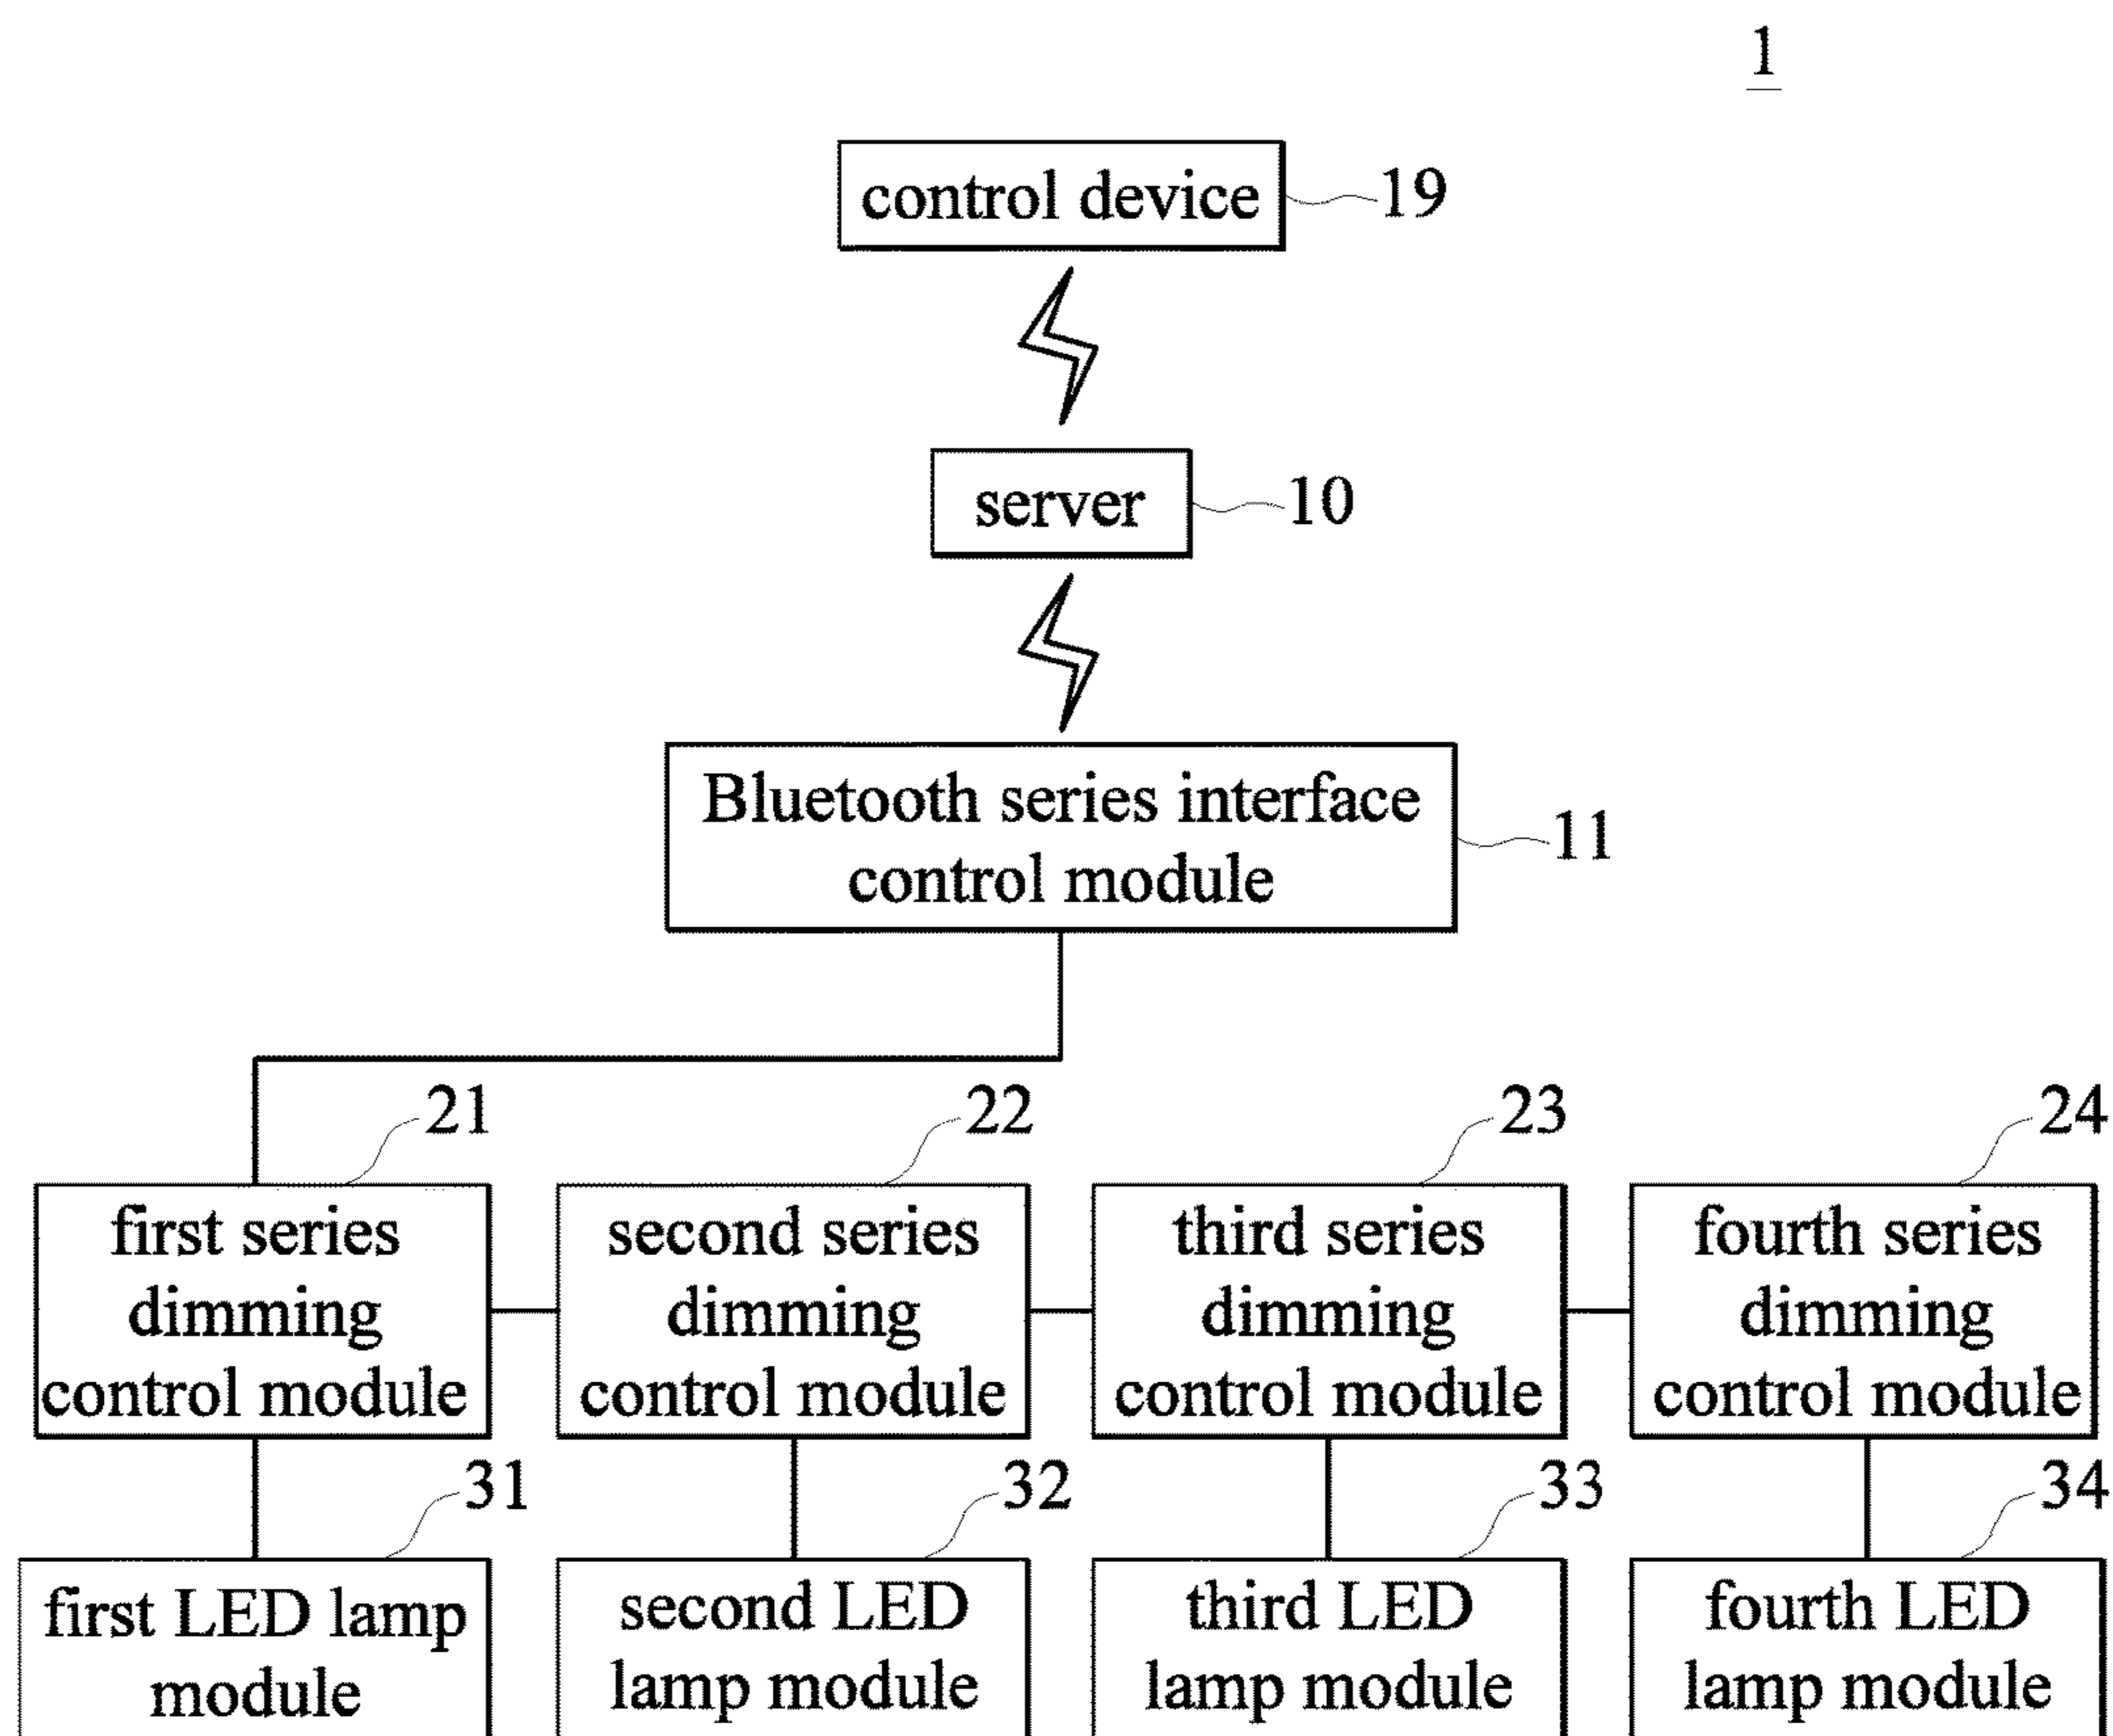 1
control device
19
server
10
Bluetooth series interface
control module
11
21
22
23
24
first series
dimming
control module
second series
dimming
control module
third series
dimming
control module
fourth series
dimming
control module
31
32
33
34
first LED lamp
module
second LED
lamp module
third LED
lamp module
fourth LED
lamp module